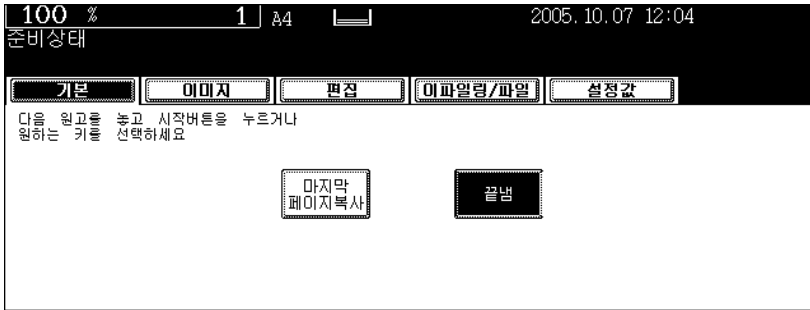 100 % 1 A4 2005.10.07 12:04
준비상태
기본 이미지 편집 이파일링/파일 설정값
다음 원고를 놓고 시작버튼을 누르거나
원하는 키를 선택하세요
마지막
페이지복사
끝냄